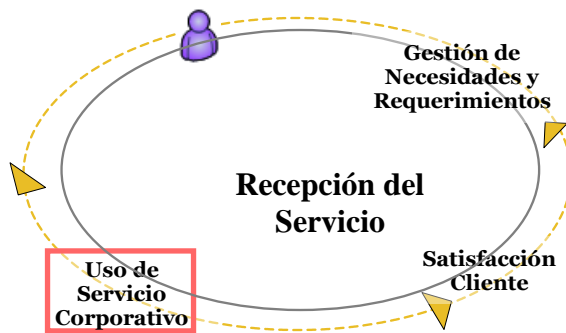 Gestión de
Necesidades y
Requerimientos
Recepción del
Servicio
Satisfacción
Cliente
Uso de
Servicio
Corporativo